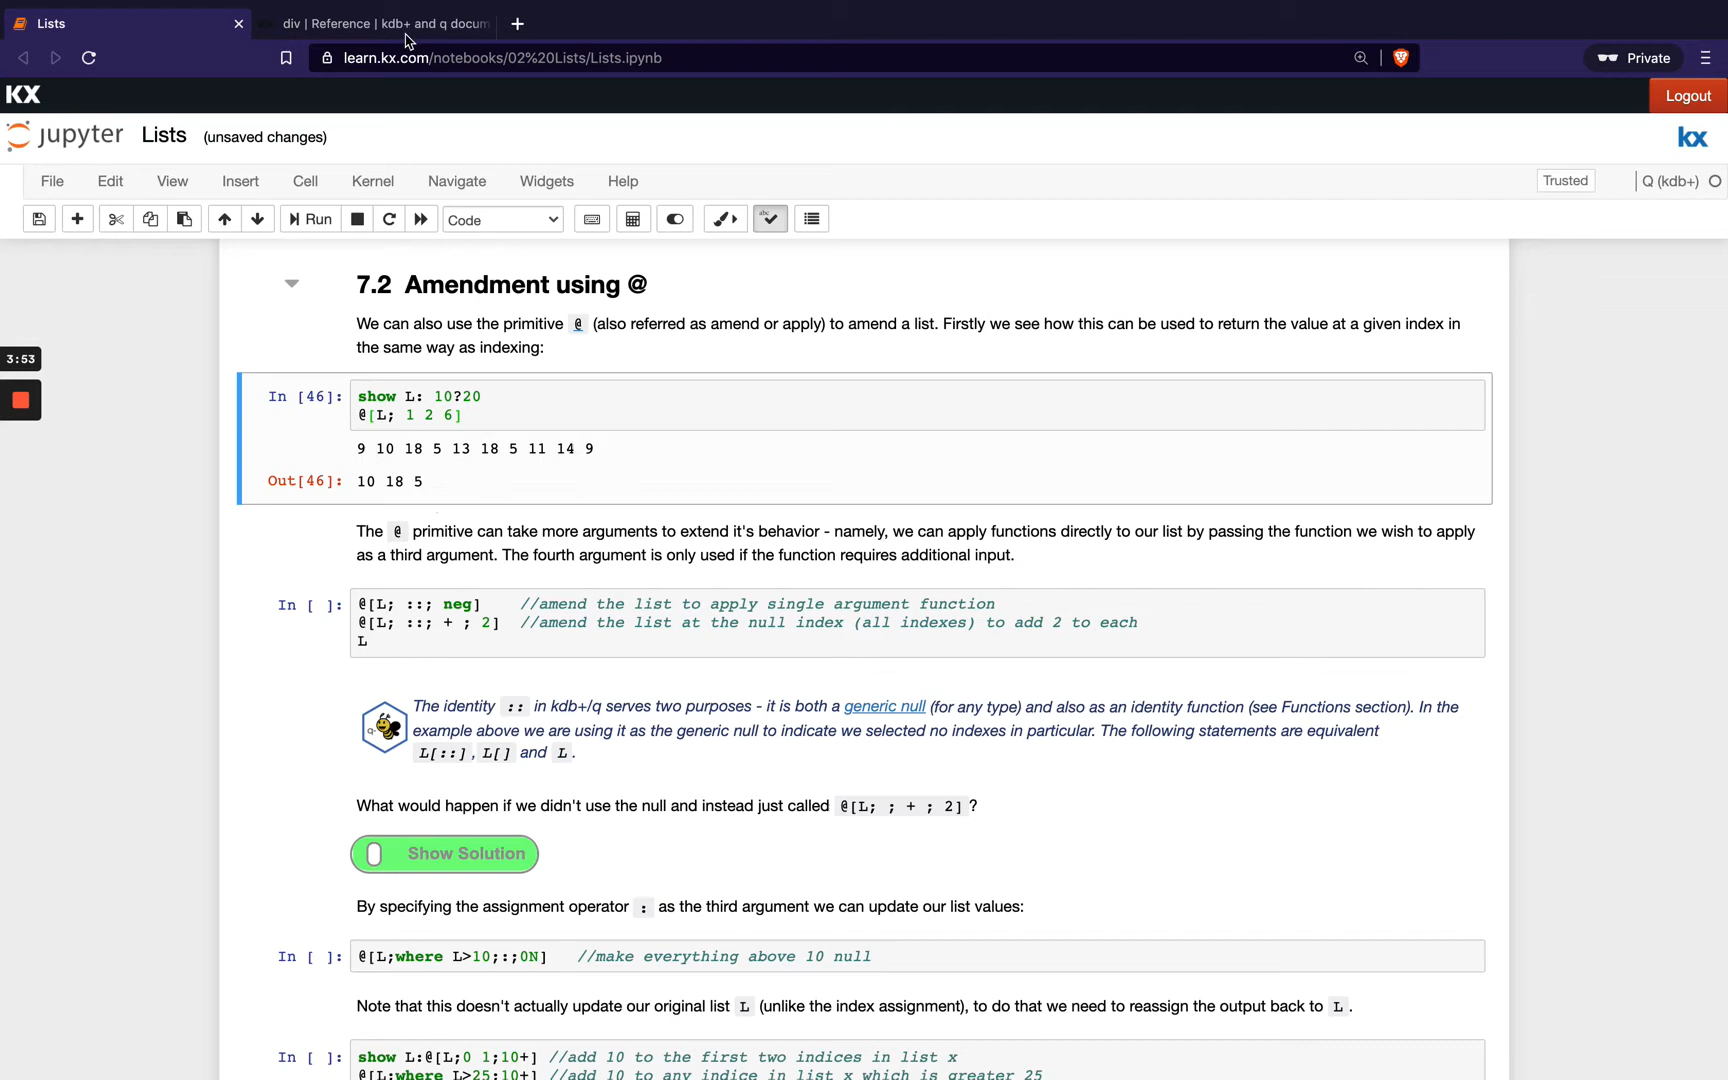 Lists
div | Reference | kdb+ and q docum
learn.kx.com/notebooks/02%20Lists/Lists.ipynb
Private
KX
Logout
jupyter Lists (unsaved changes)
kx
File Edit View Insert Cell Kernel Navigate Widgets Help
Trusted
Q (kdb+)
Run
Code
abc
3:53
7.2 Amendment using @
We can also use the primitive @ (also referred as amend or apply) to amend a list. Firstly we see how this can be used to return the value at a given index in
the same way as indexing:
In [46]: show L: 10?20
@[L; 1 2 6]
9 10 18 5 13 18 5 11 14 9
Out[46]: 10 18 5
The @ primitive can take more arguments to extend it's behavior - namely, we can apply functions directly to our list by passing the function we wish to apply
as a third argument. The fourth argument is only used if the function requires additional input.
In [ ]: @[L; ::; neg] //amend the list to apply single argument function
@[L; ::; + ; 2] //amend the list at the null index (all indexes) to add 2 to each
L
q-
The identity :: in kdb+/q serves two purposes - it is both a generic null (for any type) and also as an identity function (see Functions section). In the
example above we are using it as the generic null to indicate we selected no indexes in particular. The following statements are equivalent
L[::], L[] and L.
What would happen if we didn't use the null and instead just called @[L; ; + ; 2]?
Show Solution
By specifying the assignment operator : as the third argument we can update our list values:
In [ ]: @[L;where L>10;:;0N] //make everything above 10 null
Note that this doesn't actually update our original list L (unlike the index assignment), to do that we need to reassign the output back to L.
In [ ]: show L:@[L;0 1;10+] //add 10 to the first two indices in list x
@[L;where L>25;10+] //add 10 to any indice in list x which is greater 25